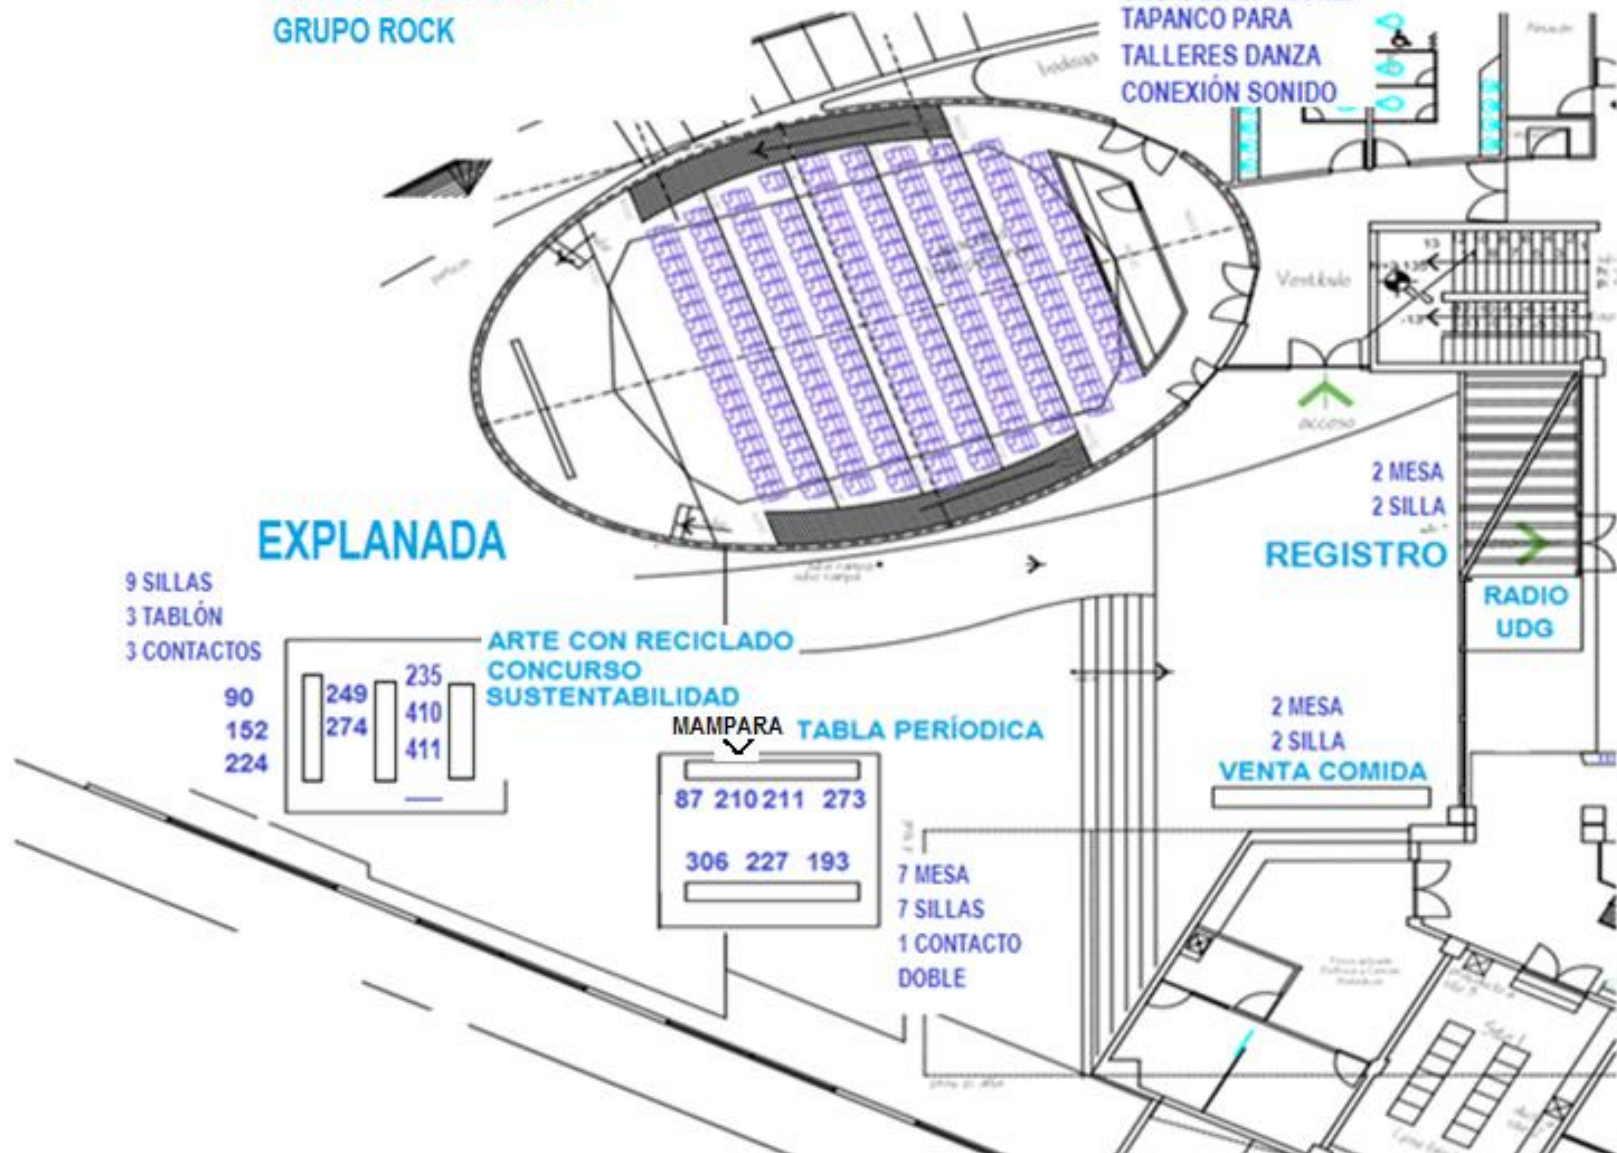 GRUPO ROCK
TAPANCO PARA
TALLERES DANZA
CONEXIÓN SONIDO
bodega
Vestíbulo
13
acceso
2 MESA
2 SILLA
REGISTRO
RADIO
UDG
EXPLANADA
9 SILLAS
3 TABLÓN
3 CONTACTOS
90
152
224
249
274
235
410
411
ARTE CON RECICLADO
CONCURSO
SUSTENTABILIDAD
MAMPARA
TABLA PERÍODICA
87 210 211 273
306 227 193
7 MESA
7 SILLAS
1 CONTACTO
DOBLE
2 MESA
2 SILLA
VENTA COMIDA